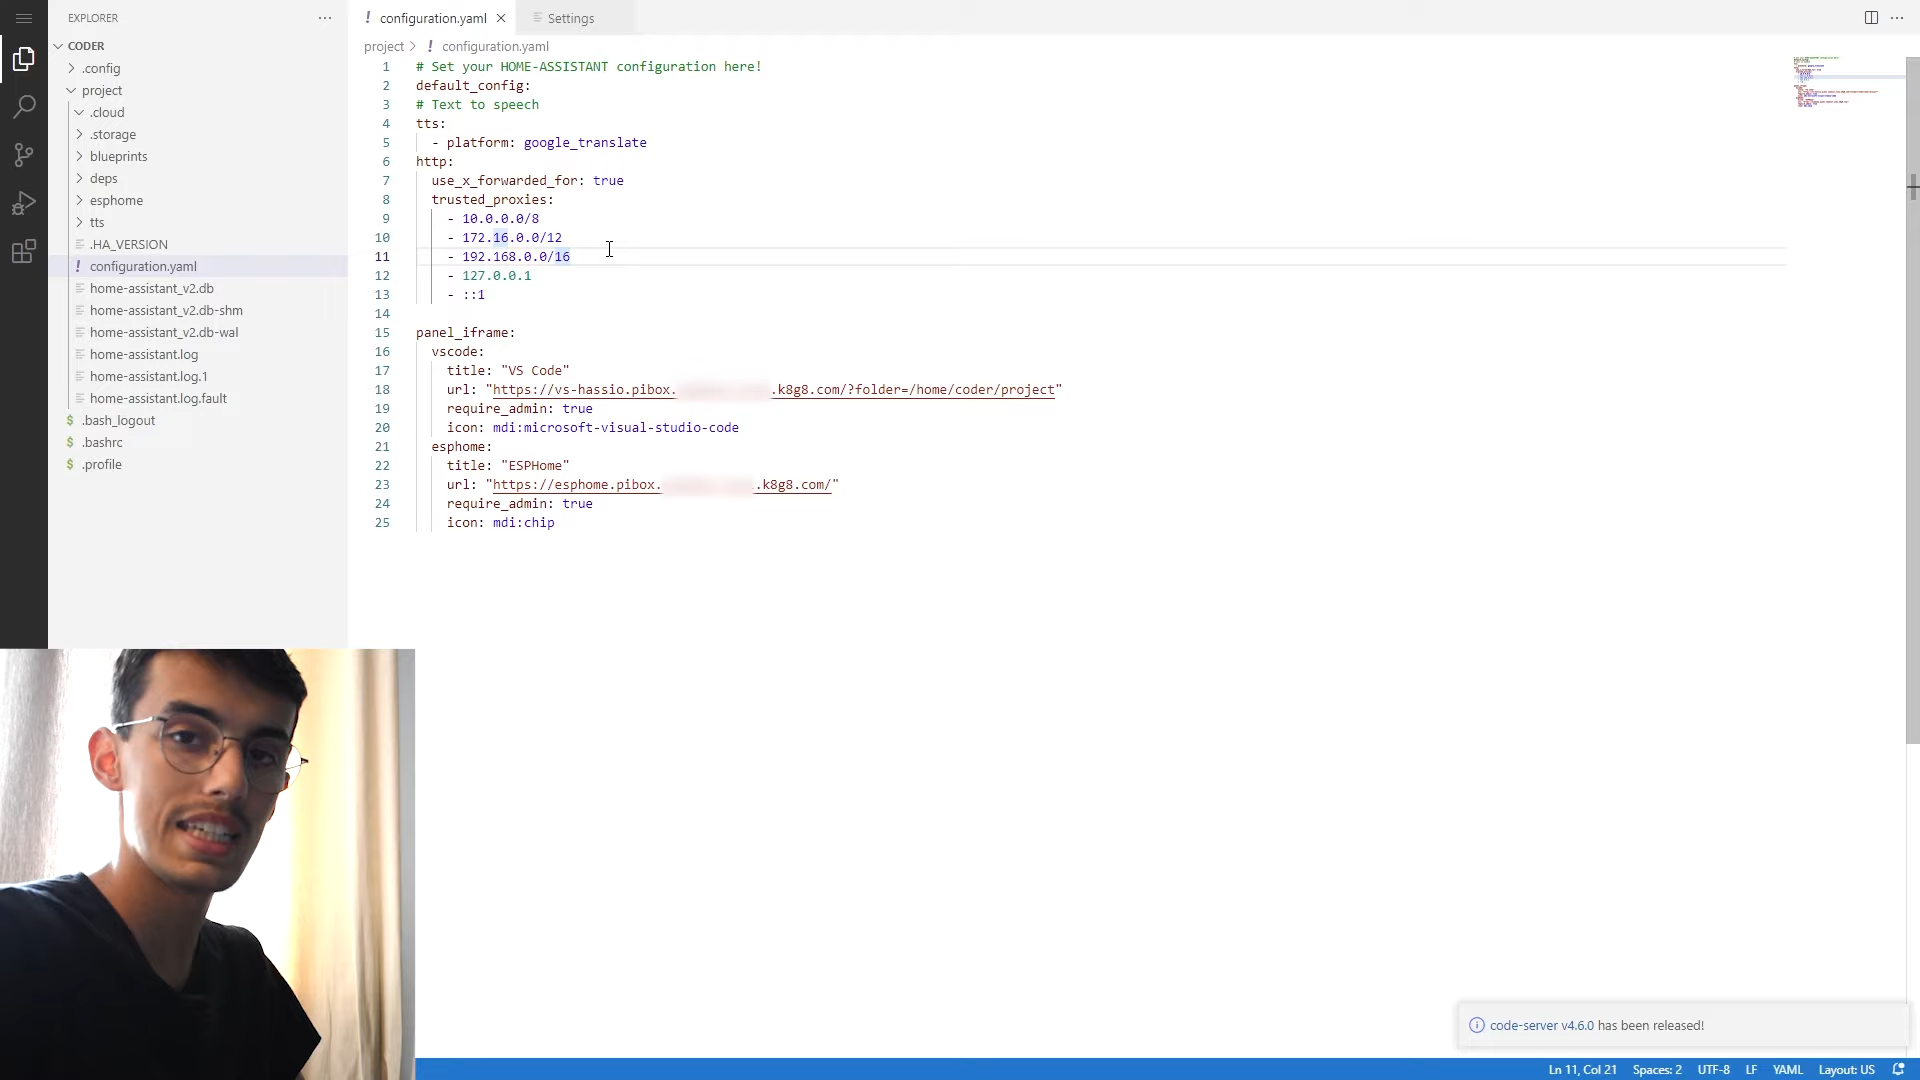 EXPLORER
CODER
.config
project
.cloud
.storage
blueprints
deps
esphome
tts
.HA_VERSION
! configuration.yaml
home-assistant_v2.db
home-assistant_v2.db-shm
home-assistant_v2.db-wal
home-assistant.log
home-assistant.log.1
home-assistant.log.fault
$ .bash_logout
$ .bashrc
$ .profile
! configuration.yaml
Settings
project > ! configuration.yaml
1 # Set your HOME-ASSISTANT configuration here!
2 default_config:
3 # Text to speech
4 tts:
5 - platform: google_translate
6 http:
7 use_x_forwarded_for: true
8 trusted_proxies:
9 - 10.0.0.0/8
10 - 172.16.0.0/12
11 - 192.168.0.0/16
12 - 127.0.0.1
13 - ::1
14
15 panel_iframe:
16 vscode:
17 title: "VS Code"
18 url: "https://vs-hassio.pibox. .k8g8.com/?folder=/home/coder/project"
19 require_admin: true
20 icon: mdi:microsoft-visual-studio-code
21 esphome:
22 title: "ESPHome"
23 url: "https://esphome.pibox. .k8g8.com/"
24 require_admin: true
25 icon: mdi:chip
code-server v4.6.0 has been released!
Ln 11, Col 21 Spaces: 2 UTF-8 LF YAML Layout: US